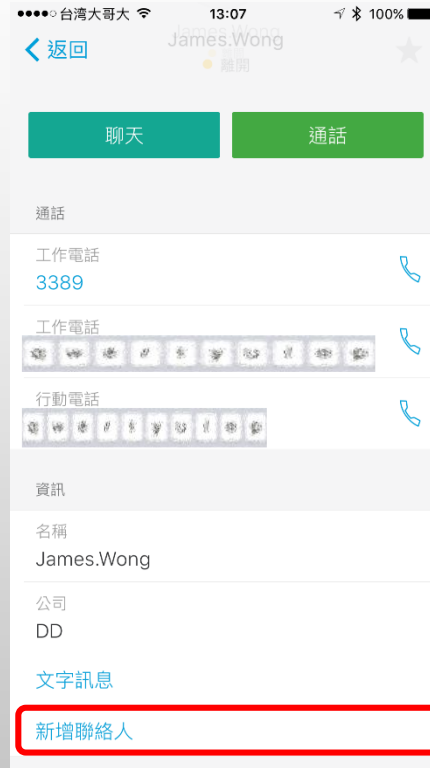 台湾大哥大 13:07 100%
返回 James.Wong
離開
聊天 通話
通話
工作電話
3389
工作電話
行動電話
資訊
名稱
James.Wong
公司
DD
文字訊息
新增聯絡人